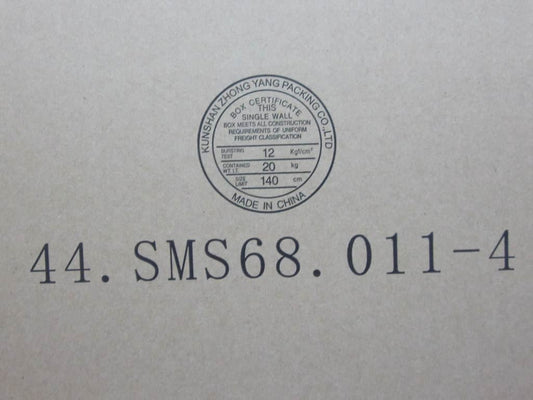 KUNSHAN ZHONG YANG PACKING CO.,LTD
BOX CERTIFICATE
THIS
SINGLE WALL
BOX MEETS ALL CONSTRUCTION
REQUIREMENTS OF UNIFORM
FREIGHT CLASSIFICATION
BURSTING TEST 12 Kgf/cm²
CONTAINED WT. LT. 20 kg
SIZE LIMIT 140 cm
MADE IN CHINA
44.SMS68.011-4